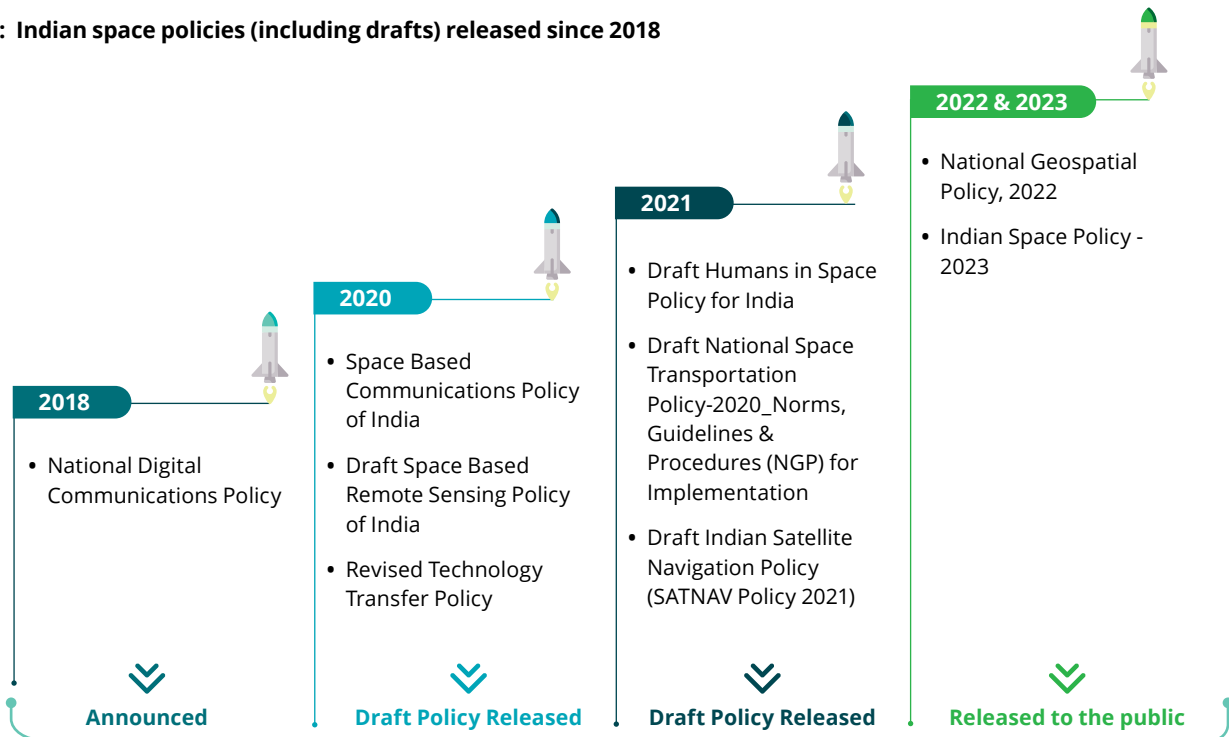 : Indian space policies (including drafts) released since 2018
2018
• National Digital
Communications Policy
Announced
2020
• Space Based
Communications Policy
of India
• Draft Space Based
Remote Sensing Policy
of India
• Revised Technology
Transfer Policy
Draft Policy Released
2021
• Draft Humans in Space
Policy for India
• Draft National Space
Transportation
Policy-2020_Norms,
Guidelines &
Procedures (NGP) for
Implementation
• Draft Indian Satellite
Navigation Policy
(SATNAV Policy 2021)
Draft Policy Released
2022 & 2023
• National Geospatial
Policy, 2022
• Indian Space Policy -
2023
Released to the public